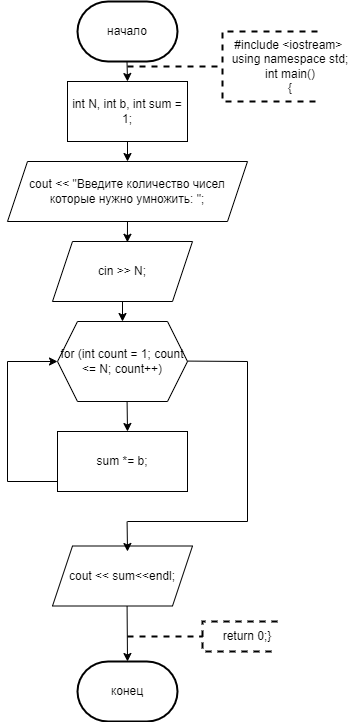 начало
#include <iostream>
using namespace std;
int main()
{
int N, int b, int sum =
1;
cout << "Введите количество чисел
которые нужно умножить: ";
cin >> N;
for (int count = 1; count
<= N; count++)
sum *= b;
cout << sum<<endl;
return 0;}
конец